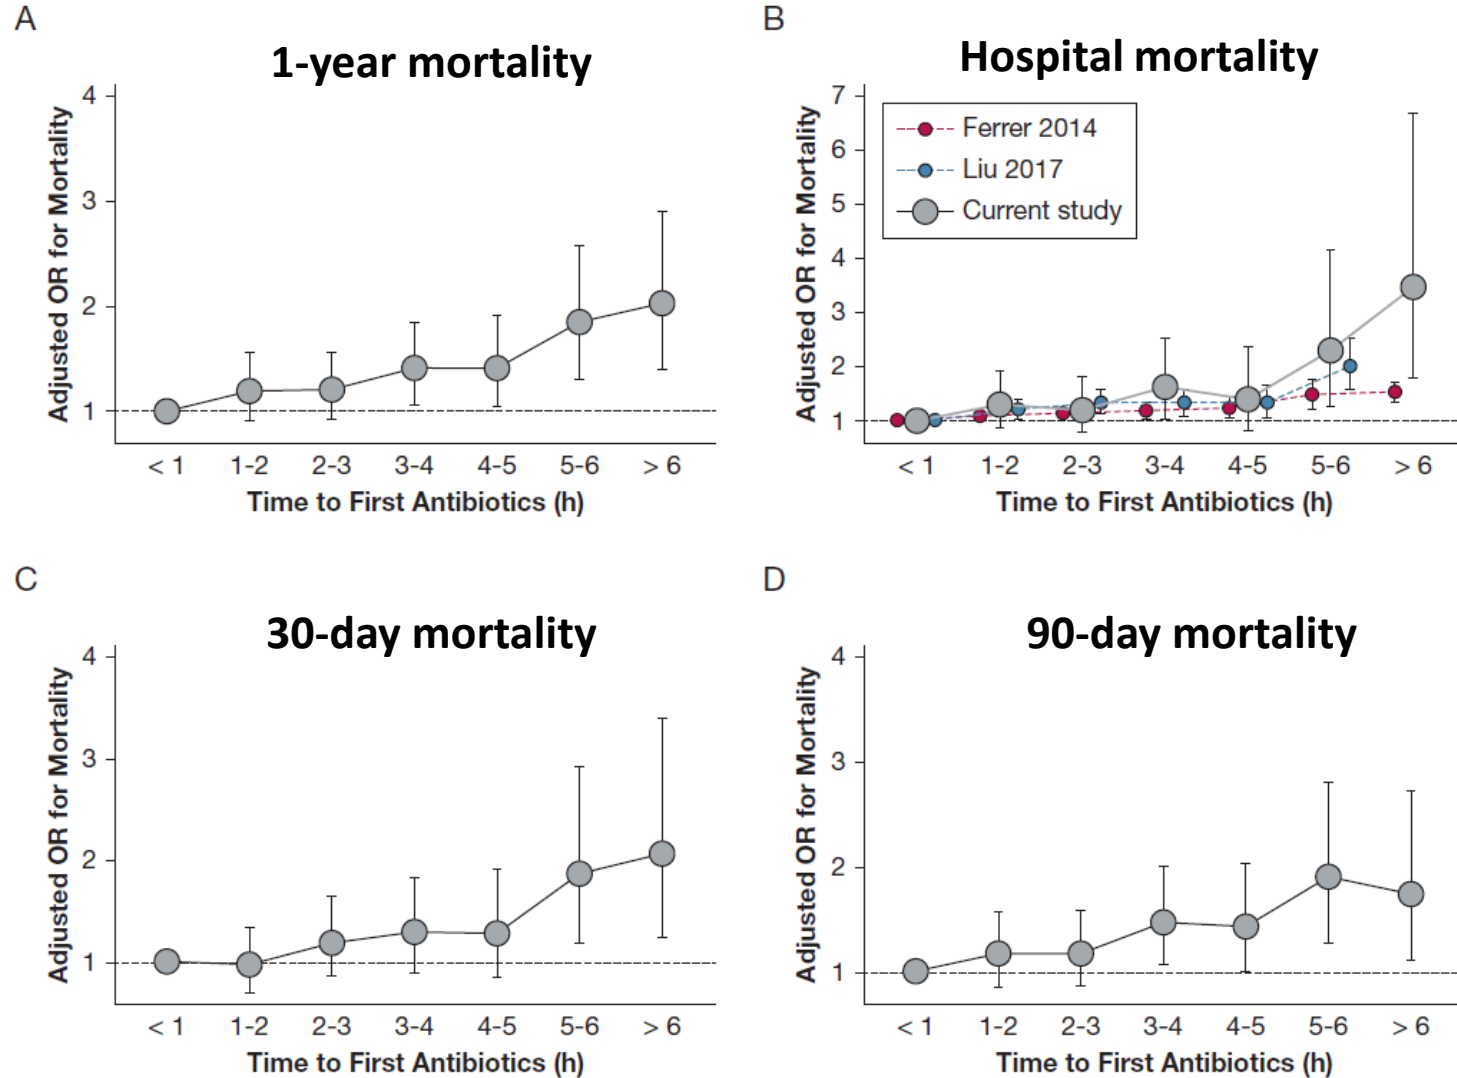 A
1-year mortality
Adjusted OR for Mortality
4
3
2
1
< 1 1-2 2-3 3-4 4-5 5-6 > 6
Time to First Antibiotics (h)
B
Hospital mortality
Adjusted OR for Mortality
7
6
5
4
3
2
1
Ferrer 2014
Liu 2017
Current study
< 1 1-2 2-3 3-4 4-5 5-6 > 6
Time to First Antibiotics (h)
C
30-day mortality
Adjusted OR for Mortality
4
3
2
1
< 1 1-2 2-3 3-4 4-5 5-6 > 6
Time to First Antibiotics (h)
D
90-day mortality
Adjusted OR for Mortality
4
3
2
1
< 1 1-2 2-3 3-4 4-5 5-6 > 6
Time to First Antibiotics (h)